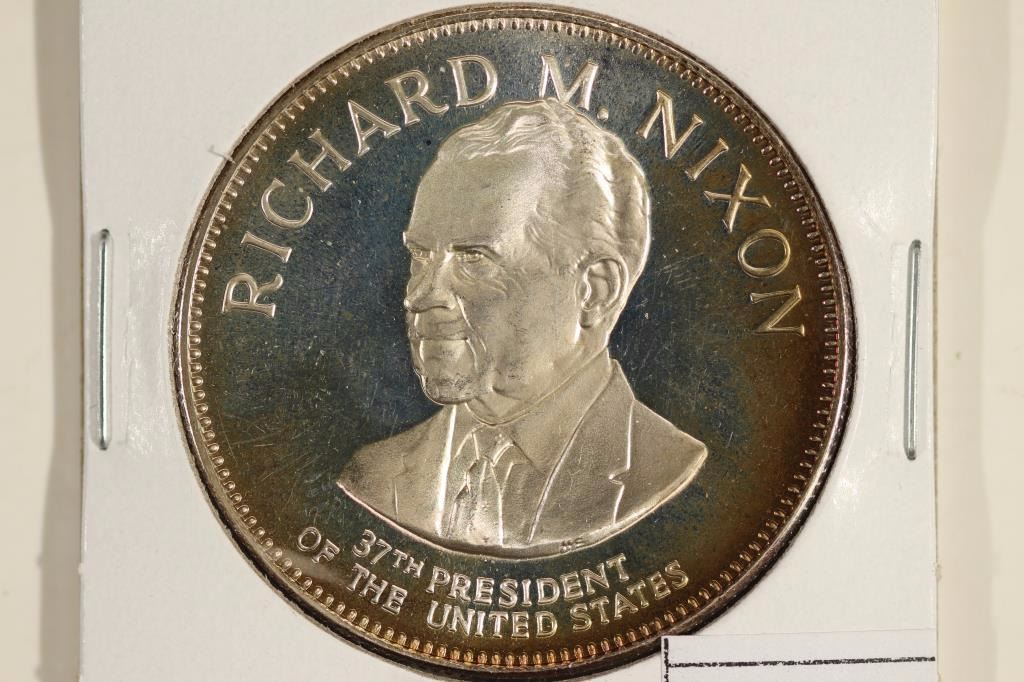 RICHARD M. NIXON
37TH PRESIDENT
OF THE UNITED STATES